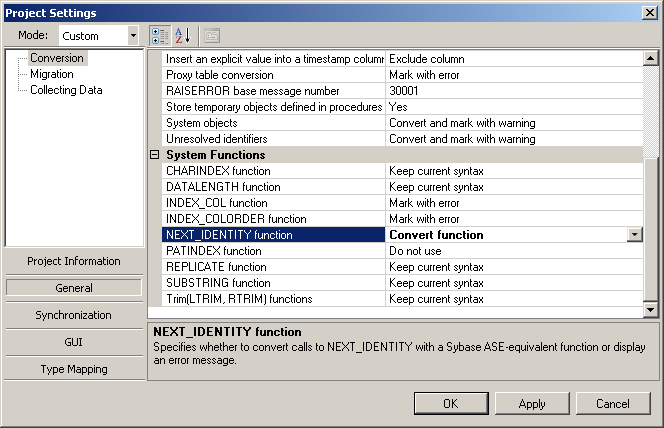 Project Settings
Mode: Custom
Conversion
Migration
Collecting Data
Project Information
General
Synchronization
GUI
Type Mapping
Insert an explicit value into a timestamp column Exclude column
Proxy table conversion Mark with error
RAISERROR base message number 30001
Store temporary objects defined in procedures Yes
System objects Convert and mark with warning
Unresolved identifiers Convert and mark with warning
System Functions
CHARINDEX function Keep current syntax
DATALENGTH function Keep current syntax
INDEX_COL function Mark with error
INDEX_COLORDER function Mark with error
NEXT_IDENTITY function Convert function
PATINDEX function Do not use
REPLICATE function Keep current syntax
SUBSTRING function Keep current syntax
Trim(LTRIM, RTRIM) functions Keep current syntax
NEXT_IDENTITY function
Specifies whether to convert calls to NEXT_IDENTITY with a Sybase ASE-equivalent function or display
an error message.
OK Apply Cancel